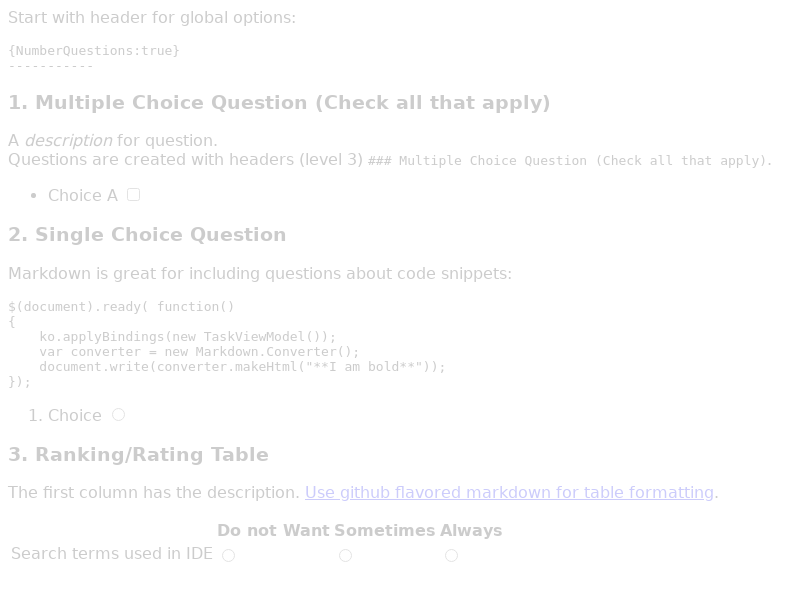 Start with header for global options:
{NumberQuestions:true}
-----------
1. Multiple Choice Question (Check all that apply)
A description for question.
Questions are created with headers (level 3) ### Multiple Choice Question (Check all that apply).
• Choice A
2. Single Choice Question
Markdown is great for including questions about code snippets:
$(document).ready( function()
{
    ko.applyBindings(new TaskViewModel());
    var converter = new Markdown.Converter();
    document.write(converter.makeHtml("**I am bold**"));
});
1. Choice
3. Ranking/Rating Table
The first column has the description. Use github flavored markdown for table formatting.
Do not Want Sometimes Always
Search terms used in IDE